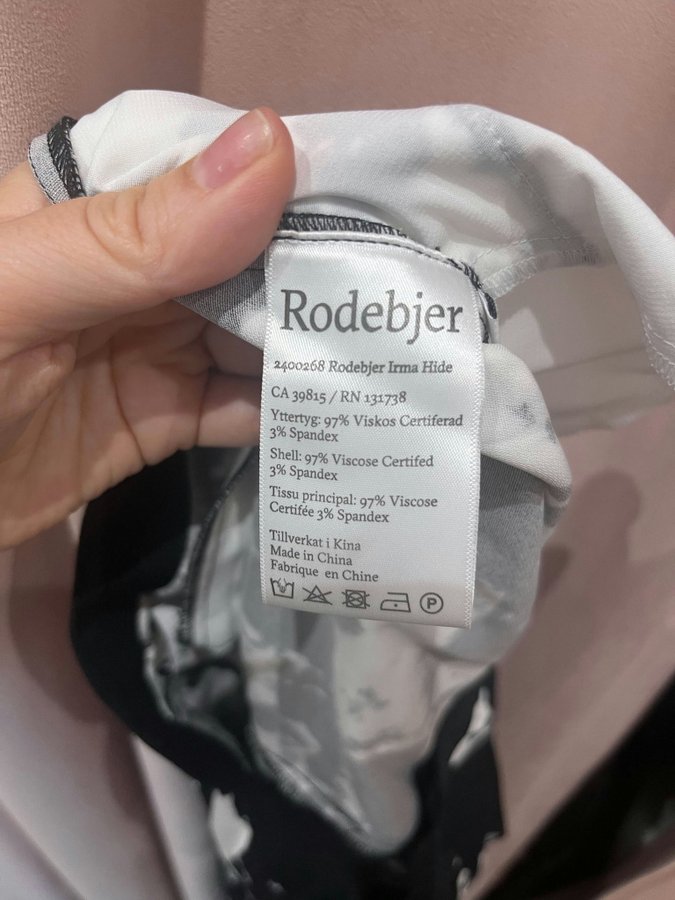 Rodebjer
2400268 Rodebjer Irma Hide
CA 39815 / RN 131738
Yttertyg: 97% Viskos Certiferad
3% Spandex
Shell: 97% Viscose Certifed
3% Spandex
Tissu principal: 97% Viscose
Certifée 3% Spandex
Tillverkat i Kina
Made in China
Fabrique en Chine
P